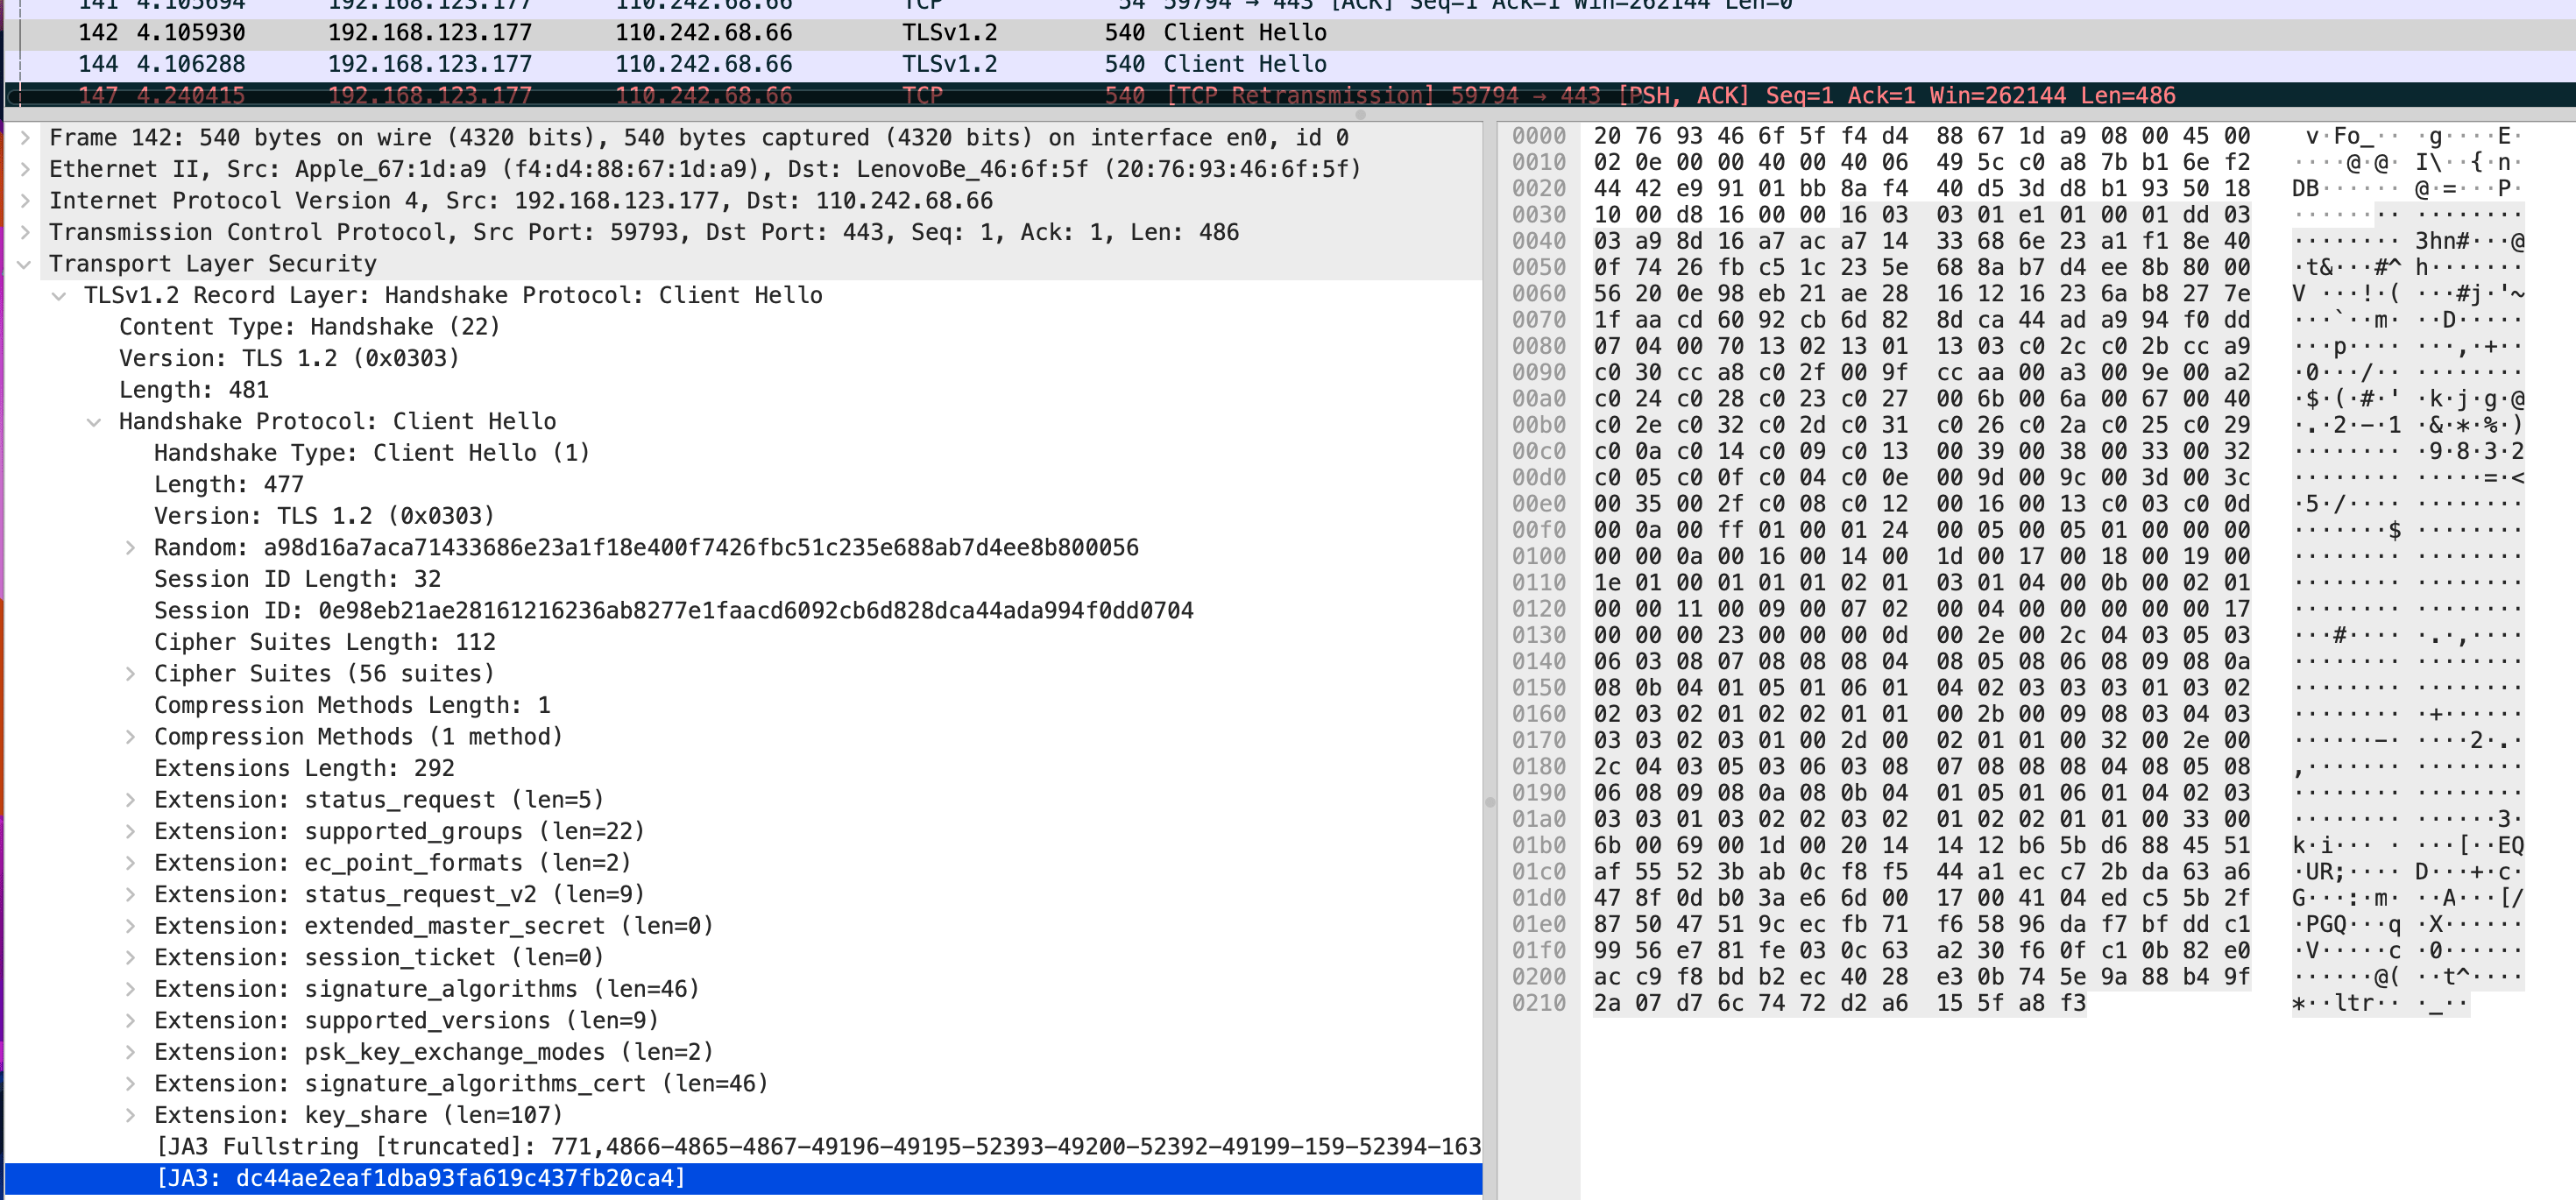 141 4.105694 192.168.123.177 110.242.68.66 TCP 54 59794 → 443 [ACK] Seq=1 Ack=1 Win=262144 Len=0
142 4.105930 192.168.123.177 110.242.68.66 TLSv1.2 540 Client Hello
144 4.106288 192.168.123.177 110.242.68.66 TLSv1.2 540 Client Hello
147 4.240415 192.168.123.177 110.242.68.66 TCP 540 [TCP Retransmission] 59794 → 443 [PSH, ACK] Seq=1 Ack=1 Win=262144 Len=486
Frame 142: 540 bytes on wire (4320 bits), 540 bytes captured (4320 bits) on interface en0, id 0
Ethernet II, Src: Apple_67:1d:a9 (f4:d4:88:67:1d:a9), Dst: LenovoBe_46:6f:5f (20:76:93:46:6f:5f)
Internet Protocol Version 4, Src: 192.168.123.177, Dst: 110.242.68.66
Transmission Control Protocol, Src Port: 59793, Dst Port: 443, Seq: 1, Ack: 1, Len: 486
Transport Layer Security
TLSv1.2 Record Layer: Handshake Protocol: Client Hello
Content Type: Handshake (22)
Version: TLS 1.2 (0x0303)
Length: 481
Handshake Protocol: Client Hello
Handshake Type: Client Hello (1)
Length: 477
Version: TLS 1.2 (0x0303)
Random: a98d16a7aca71433686e23a1f18e400f7426fbc51c235e688ab7d4ee8b800056
Session ID Length: 32
Session ID: 0e98eb21ae28161216236ab8277e1faacd6092cb6d828dca44ada994f0dd0704
Cipher Suites Length: 112
Cipher Suites (56 suites)
Compression Methods Length: 1
Compression Methods (1 method)
Extensions Length: 292
Extension: status_request (len=5)
Extension: supported_groups (len=22)
Extension: ec_point_formats (len=2)
Extension: status_request_v2 (len=9)
Extension: extended_master_secret (len=0)
Extension: session_ticket (len=0)
Extension: signature_algorithms (len=46)
Extension: supported_versions (len=9)
Extension: psk_key_exchange_modes (len=2)
Extension: signature_algorithms_cert (len=46)
Extension: key_share (len=107)
[JA3 Fullstring [truncated]: 771,4866-4865-4867-49196-49195-52393-49200-52392-49199-159-52394-163
[JA3: dc44ae2eaf1dba93fa619c437fb20ca4]
0000 20 76 93 46 6f 5f f4 d4 88 67 1d a9 08 00 45 00 v·Fo_·· ·g····E·
0010 02 0e 00 00 40 00 40 06 49 5c c0 a8 7b b1 6e f2 ····@·@· I\··{·n·
0020 44 42 e9 91 01 bb 8a f4 40 d5 3d d8 b1 93 50 18 DB······ @·=···P·
0030 10 00 d8 16 00 00 16 03 03 01 e1 01 00 01 dd 03 ········ ········
0040 03 a9 8d 16 a7 ac a7 14 33 68 6e 23 a1 f1 8e 40 ········ 3hn#···@
0050 0f 74 26 fb c5 1c 23 5e 68 8a b7 d4 ee 8b 80 00 ·t&···#^ h·······
0060 56 20 0e 98 eb 21 ae 28 16 12 16 23 6a b8 27 7e V ···!·( ···#j·'~
0070 1f aa cd 60 92 cb 6d 82 8d ca 44 ad a9 94 f0 dd ···`··m· ··D·····
0080 07 04 00 70 13 02 13 01 13 03 c0 2c c0 2b cc a9 ···p···· ···,·+··
0090 c0 30 cc a8 c0 2f 00 9f cc aa 00 a3 00 9e 00 a2 ·0···/·· ········
00a0 c0 24 c0 28 c0 23 c0 27 00 6b 00 6a 00 67 00 40 ·$·(·#·' ·k·j·g·@
00b0 c0 2e c0 32 c0 2d c0 31 c0 26 c0 2a c0 25 c0 29 ·.·2·-·1 ·&·*·%·)
00c0 c0 0a c0 14 c0 09 c0 13 00 39 00 38 00 33 00 32 ········ ·9·8·3·2
00d0 c0 05 c0 0f c0 04 c0 0e 00 9d 00 9c 00 3d 00 3c ········ ·····=·<
00e0 00 35 00 2f c0 08 c0 12 00 16 00 13 c0 03 c0 0d ·5·/···· ········
00f0 00 0a 00 ff 01 00 01 24 00 05 00 05 01 00 00 00 ·······$ ········
0100 00 00 0a 00 16 00 14 00 1d 00 17 00 18 00 19 00 ········ ········
0110 1e 01 00 01 01 01 02 01 03 01 04 00 0b 00 02 01 ········ ········
0120 00 00 11 00 09 00 07 02 00 04 00 00 00 00 00 17 ········ ········
0130 00 00 00 23 00 00 00 0d 00 2e 00 2c 04 03 05 03 ···#···· ·.·,····
0140 06 03 08 07 08 08 08 04 08 05 08 06 08 09 08 0a ········ ········
0150 08 0b 04 01 05 01 06 01 04 02 03 03 03 01 03 02 ········ ········
0160 02 03 02 01 02 02 01 01 00 2b 00 09 08 03 04 03 ········ ·+······
0170 03 03 02 03 01 00 2d 00 02 01 01 00 32 00 2e 00 ······-· ····2·.·
0180 2c 04 03 05 03 06 03 08 07 08 08 08 04 08 05 08 ,······· ········
0190 06 08 09 08 0a 08 0b 04 01 05 01 06 01 04 02 03 ········ ········
01a0 03 03 01 03 02 02 03 02 01 02 02 01 01 00 33 00 ········ ······3·
01b0 6b 00 69 00 1d 00 20 14 14 12 b6 5b d6 88 45 51 k·i··· · ···[··EQ
01c0 af 55 52 3b ab 0c f8 f5 44 a1 ec c7 2b da 63 a6 ·UR;···· D···+·c·
01d0 47 8f 0d b0 3a e6 6d 00 17 00 41 04 ed c5 5b 2f G···:·m· ··A···[/
01e0 87 50 47 51 9c ec fb 71 f6 58 96 da f7 bf dd c1 ·PGQ···q ·X······
01f0 99 56 e7 81 fe 03 0c 63 a2 30 f6 0f c1 0b 82 e0 ·V·····c ·0······
0200 ac c9 f8 bd b2 ec 40 28 e3 0b 74 5e 9a 88 b4 9f ······@( ··t^····
0210 2a 07 d7 6c 74 72 d2 a6 15 5f a8 f3 *··ltr·· ·_··